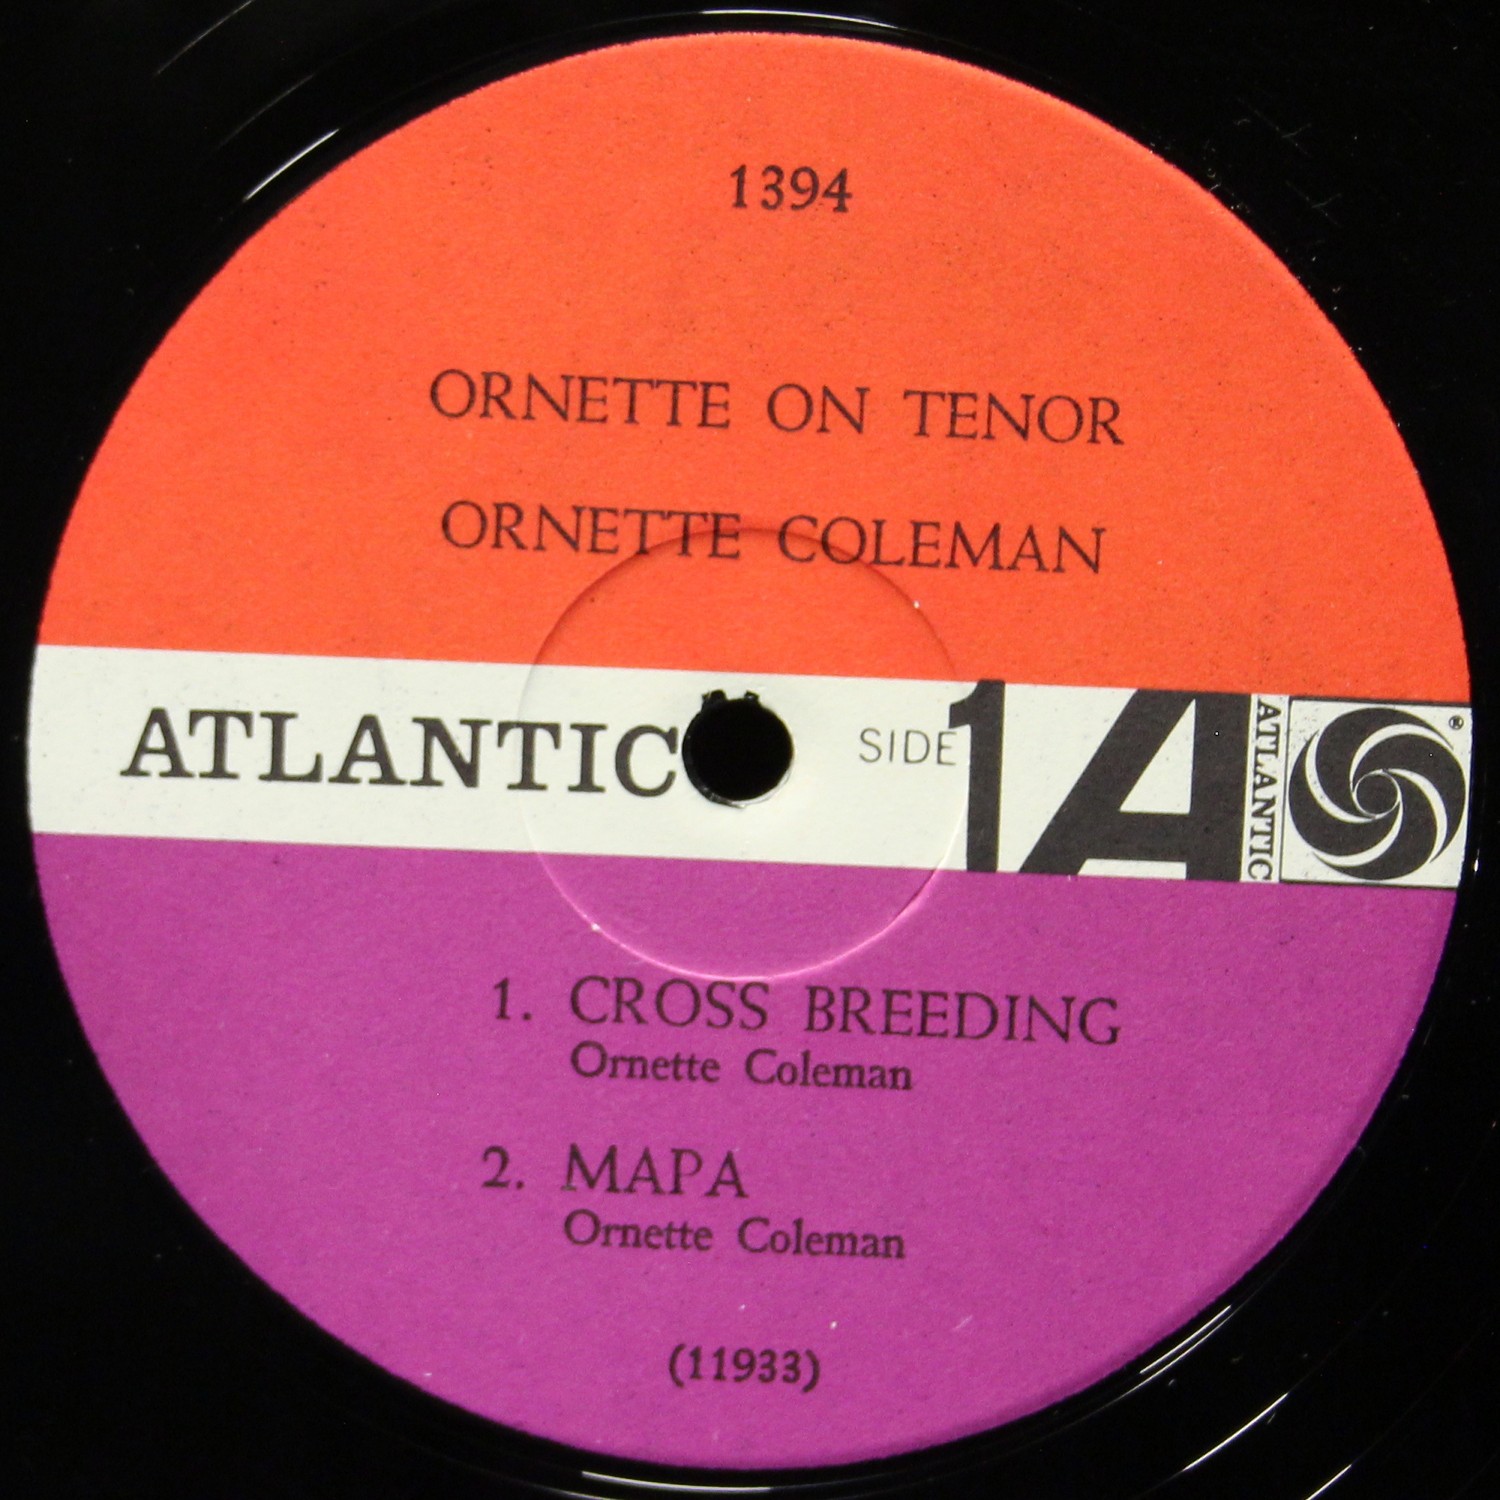 1394
ORNETTE ON TENOR
ORNETTE COLEMAN
ATLANTIC SIDE 1 A ATLANTIC ®
1. CROSS BREEDING
Ornette Coleman
2. MAPA
Ornette Coleman
(11933)